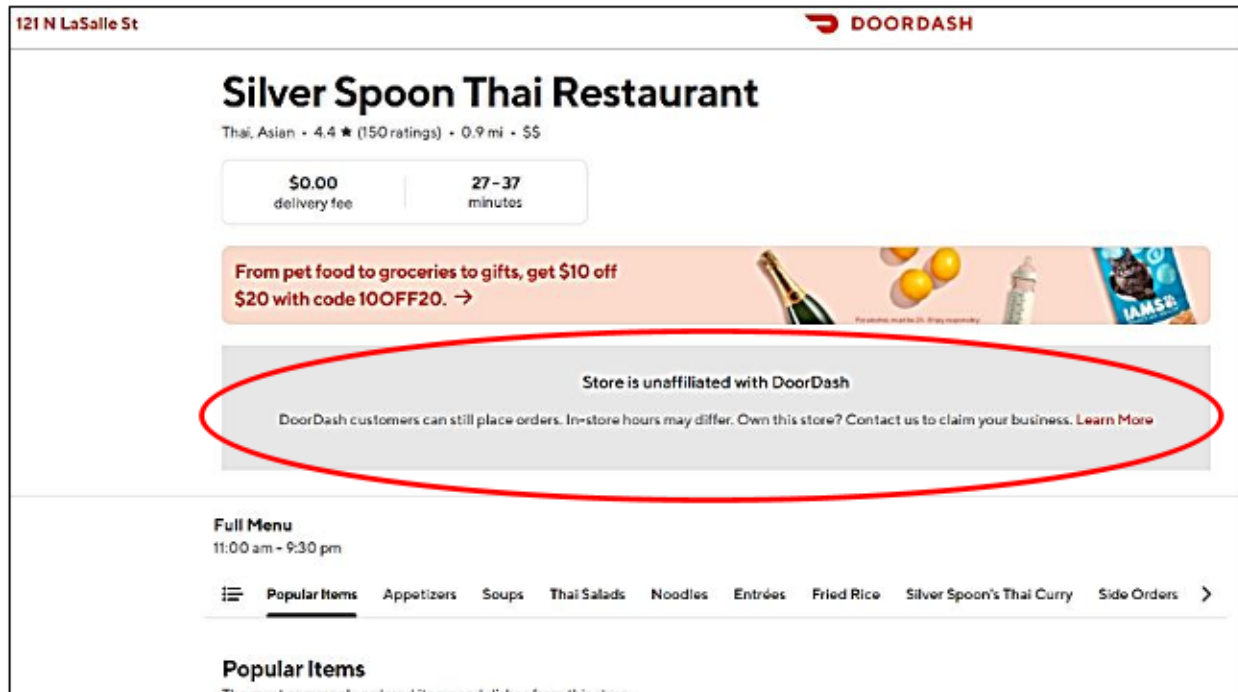 121 N LaSalle St
DOORDASH
Silver Spoon Thai Restaurant
Thai, Asian • 4.4 ★ (150 ratings) • 0.9 mi • $$
$0.00
delivery fee
27-37
minutes
From pet food to groceries to gifts, get $10 off
$20 with code 10OFF20. →
IAMS
Store is unaffiliated with DoorDash
DoorDash customers can still place orders. In-store hours may differ. Own this store? Contact us to claim your business. Learn More
Full Menu
11:00 am - 9:30 pm
Popular Items Appetizers Soups Thai Salads Noodles Entrées Fried Rice Silver Spoon's Thai Curry Side Orders
Popular Items